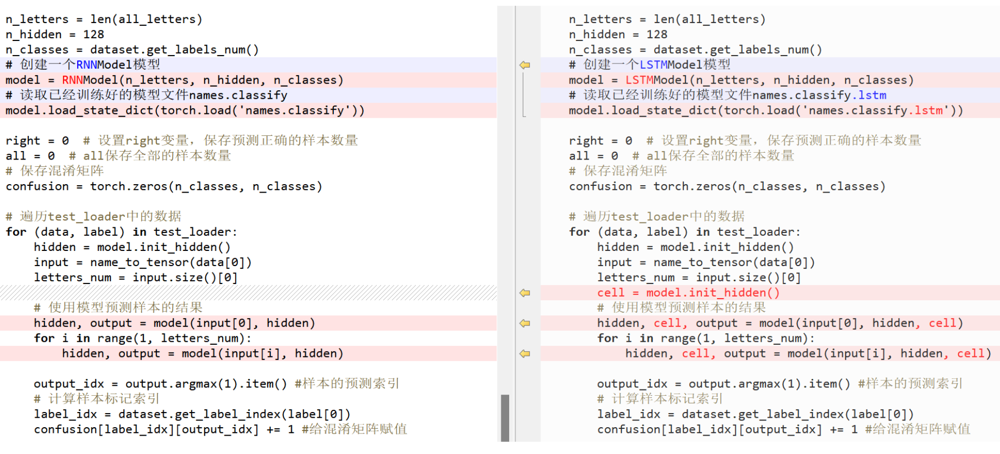 n_letters = len(all_letters)
n_hidden = 128
n_classes = dataset.get_labels_num()
# 创建一个RNNModel模型
model = RNNModel(n_letters, n_hidden, n_classes)
# 读取已经训练好的模型文件names.classify
model.load_state_dict(torch.load('names.classify'))
right = 0  # 设置right变量，保存预测正确的样本数量
all = 0  # all保存全部的样本数量
# 保存混淆矩阵
confusion = torch.zeros(n_classes, n_classes)
# 遍历test_loader中的数据
for (data, label) in test_loader:
    hidden = model.init_hidden()
    input = name_to_tensor(data[0])
    letters_num = input.size()[0]
    # 使用模型预测样本的结果
    hidden, output = model(input[0], hidden)
    for i in range(1, letters_num):
        hidden, output = model(input[i], hidden)
    output_idx = output.argmax(1).item() #样本的预测索引
    # 计算样本标记索引
    label_idx = dataset.get_label_index(label[0])
    confusion[label_idx][output_idx] += 1 #给混淆矩阵赋值
n_letters = len(all_letters)
n_hidden = 128
n_classes = dataset.get_labels_num()
# 创建一个LSTMModel模型
model = LSTMModel(n_letters, n_hidden, n_classes)
# 读取已经训练好的模型文件names.classify.lstm
model.load_state_dict(torch.load('names.classify.lstm'))
right = 0  # 设置right变量，保存预测正确的样本数量
all = 0  # all保存全部的样本数量
# 保存混淆矩阵
confusion = torch.zeros(n_classes, n_classes)
# 遍历test_loader中的数据
for (data, label) in test_loader:
    hidden = model.init_hidden()
    input = name_to_tensor(data[0])
    letters_num = input.size()[0]
    cell = model.init_hidden()
    # 使用模型预测样本的结果
    hidden, cell, output = model(input[0], hidden, cell)
    for i in range(1, letters_num):
        hidden, cell, output = model(input[i], hidden, cell)
    output_idx = output.argmax(1).item() #样本的预测索引
    # 计算样本标记索引
    label_idx = dataset.get_label_index(label[0])
    confusion[label_idx][output_idx] += 1 #给混淆矩阵赋值